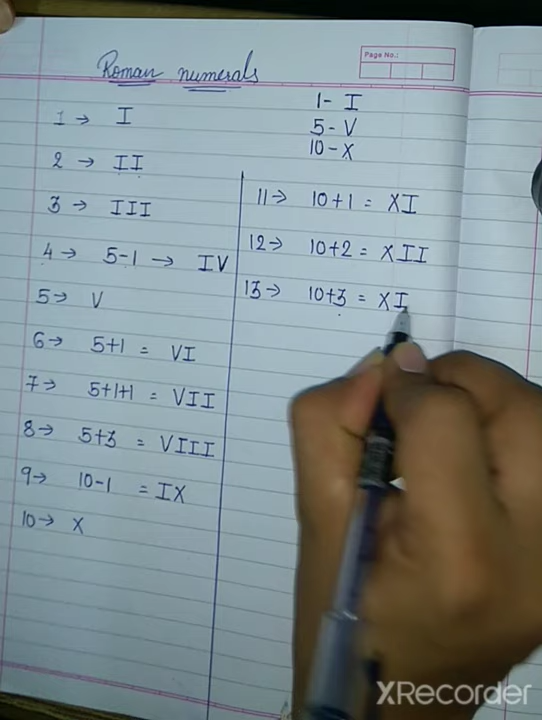 Roman numerals
Page No.:
1 - I
5 - V
10 - X
1 → I
2 → II
3 → III
4 → 5-1 → IV
5 → V
6 → 5+1 = VI
7 → 5+1+1 = VII
8 → 5+3 = VIII
9 → 10-1 = IX
10 → X
11 → 10+1 = XI
12 → 10+2 = XII
13 → 10+3 = XI
XRecorder